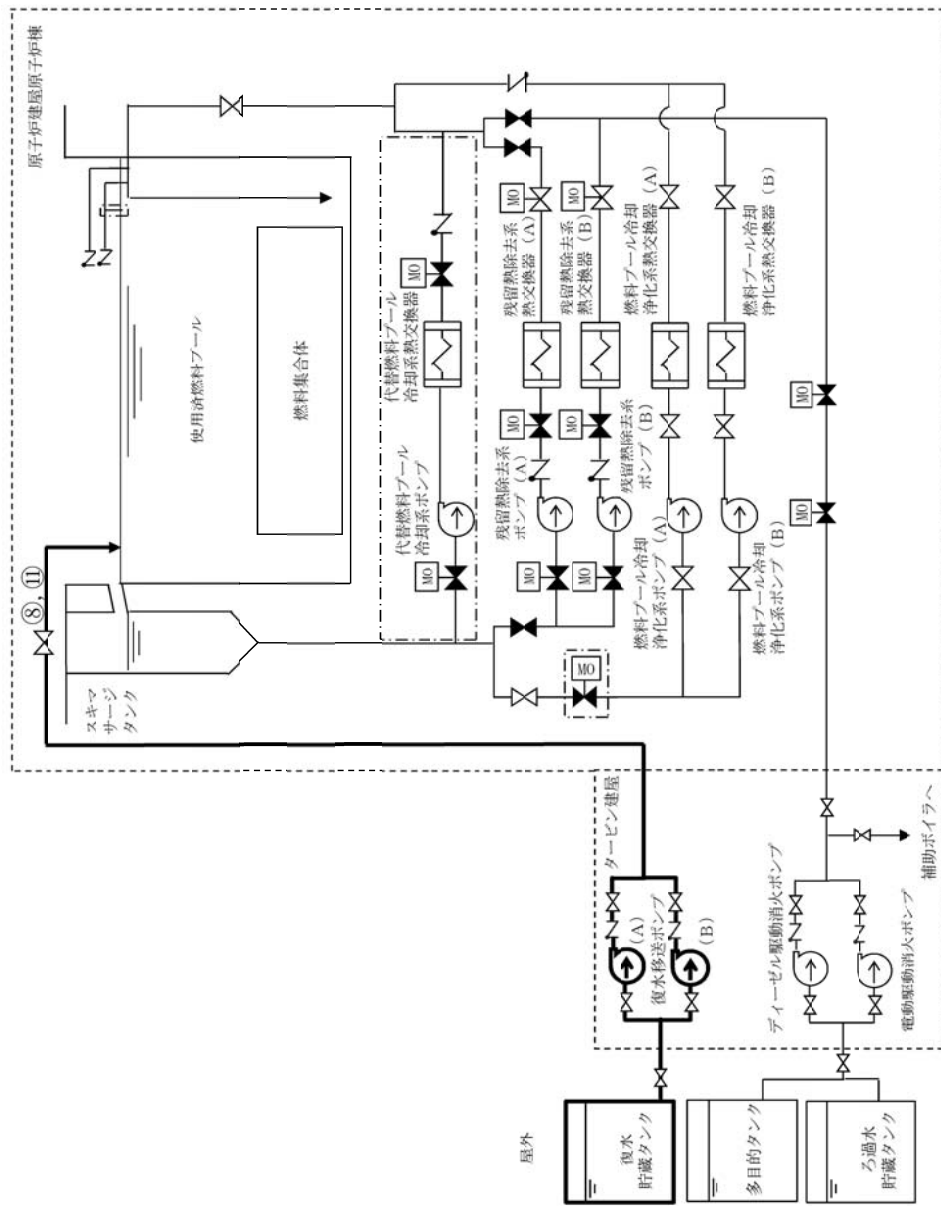 原子炉建屋原子炉棟
⑧，⑪
スキマ
サージ
タンク
使用済燃料プール
燃料集合体
代替燃料プール
冷却系ポンプ
代替燃料プール
冷却系熱交換器
MO
MO
残留熱除去系
ポンプ（A）
残留熱除去系
熱交換器（A）
MO
MO
MO
残留熱除去系
ポンプ（B）
残留熱除去系
熱交換器（B）
MO
MO
MO
MO
燃料プール冷却
浄化系ポンプ（A）
燃料プール冷却
浄化系熱交換器（A）
燃料プール冷却
浄化系ポンプ（B）
燃料プール冷却
浄化系熱交換器（B）
MO
MO
タービン建屋
(A)
復水移送ポンプ
(B)
ディーゼル駆動消火ポンプ
電動駆動消火ポンプ
補助ボイラへ
屋外
復水
貯蔵タンク
多目的タンク
ろ過水
貯蔵タンク